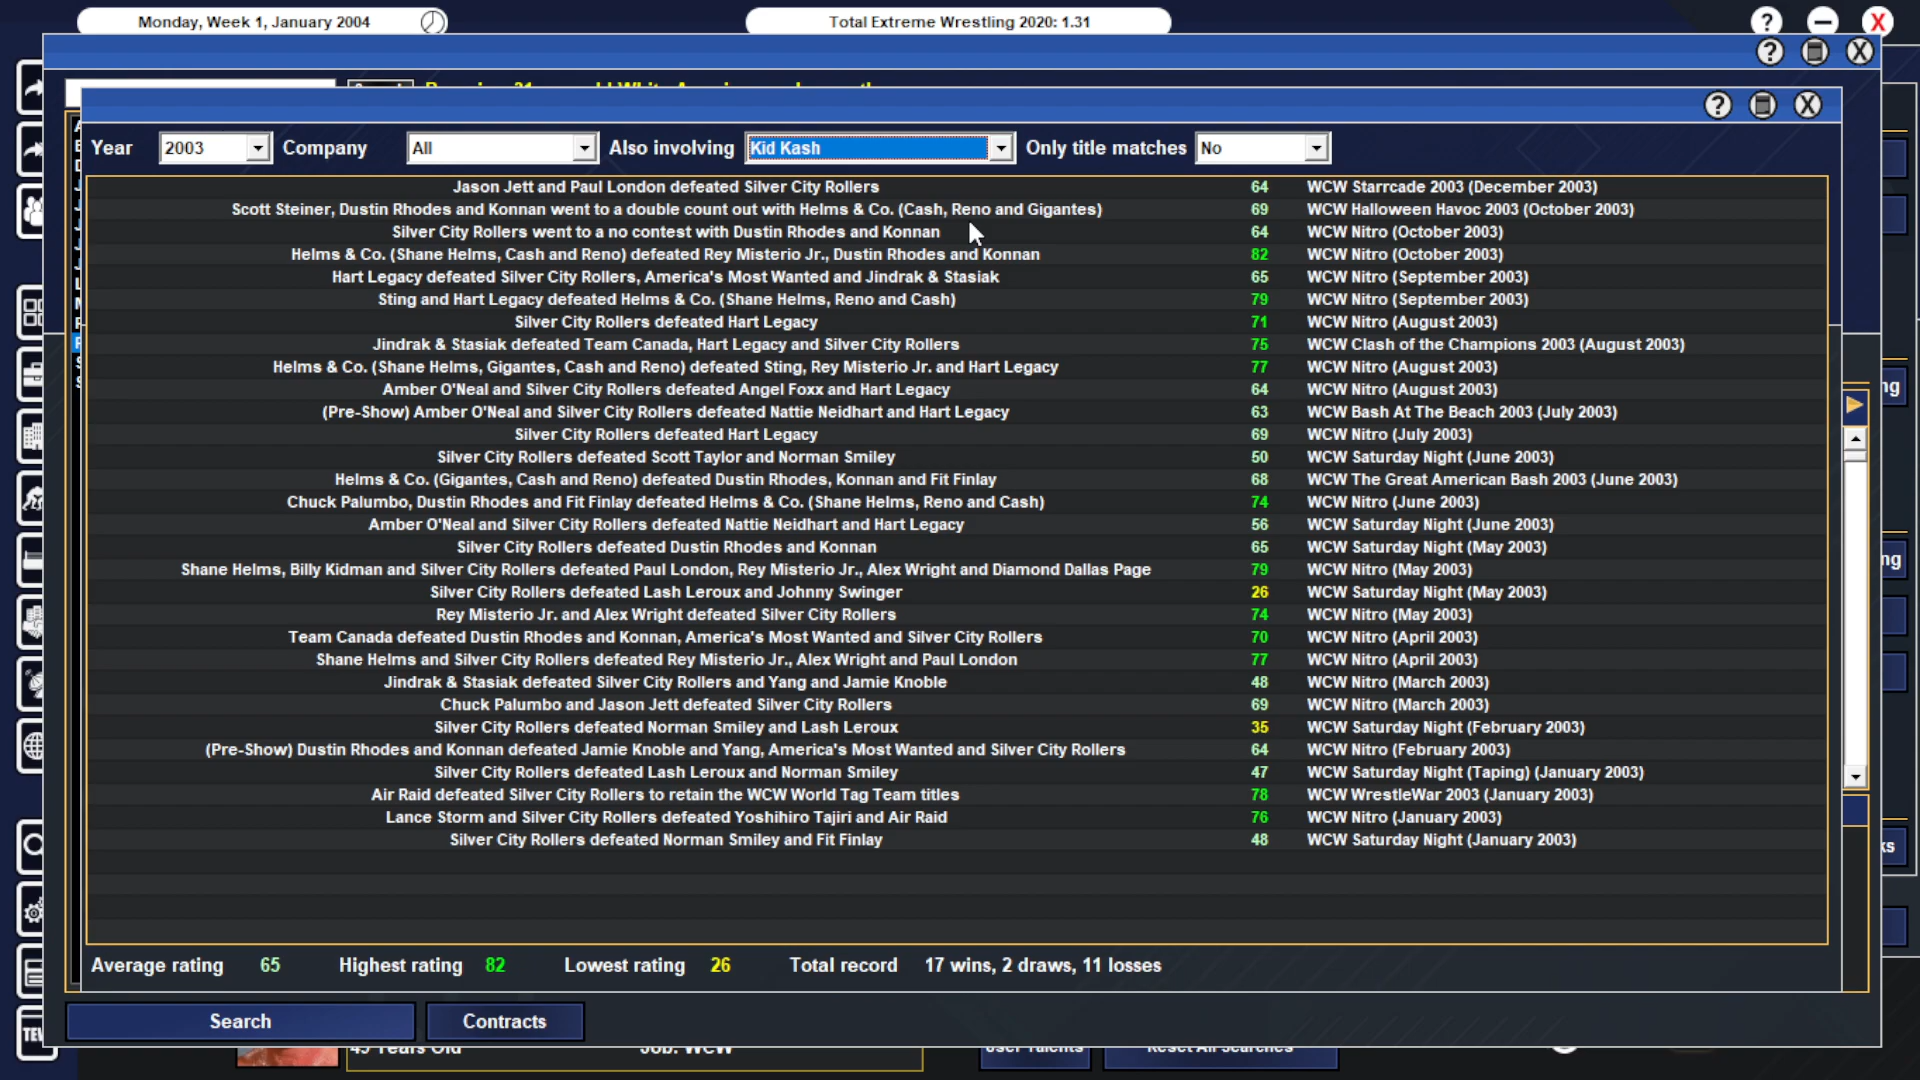 Monday, Week 1, January 2004
Total Extreme Wrestling 2020: 1.31
Year 2003 Company All Also involving Kid Kash Only title matches No
Jason Jett and Paul London defeated Silver City Rollers 64 WCW Starrcade 2003 (December 2003)
Scott Steiner, Dustin Rhodes and Konnan went to a double count out with Helms & Co. (Cash, Reno and Gigantes) 69 WCW Halloween Havoc 2003 (October 2003)
Silver City Rollers went to a no contest with Dustin Rhodes and Konnan 64 WCW Nitro (October 2003)
Helms & Co. (Shane Helms, Cash and Reno) defeated Rey Misterio Jr., Dustin Rhodes and Konnan 82 WCW Nitro (October 2003)
Hart Legacy defeated Silver City Rollers, America's Most Wanted and Jindrak & Stasiak 65 WCW Nitro (September 2003)
Sting and Hart Legacy defeated Helms & Co. (Shane Helms, Reno and Cash) 79 WCW Nitro (September 2003)
Silver City Rollers defeated Hart Legacy 71 WCW Nitro (August 2003)
Jindrak & Stasiak defeated Team Canada, Hart Legacy and Silver City Rollers 75 WCW Clash of the Champions 2003 (August 2003)
Helms & Co. (Shane Helms, Gigantes, Cash and Reno) defeated Sting, Rey Misterio Jr. and Hart Legacy 77 WCW Nitro (August 2003)
Amber O'Neal and Silver City Rollers defeated Angel Foxx and Hart Legacy 64 WCW Nitro (August 2003)
(Pre-Show) Amber O'Neal and Silver City Rollers defeated Nattie Neidhart and Hart Legacy 63 WCW Bash At The Beach 2003 (July 2003)
Silver City Rollers defeated Hart Legacy 69 WCW Nitro (July 2003)
Silver City Rollers defeated Scott Taylor and Norman Smiley 50 WCW Saturday Night (June 2003)
Helms & Co. (Gigantes, Cash and Reno) defeated Dustin Rhodes, Konnan and Fit Finlay 68 WCW The Great American Bash 2003 (June 2003)
Chuck Palumbo, Dustin Rhodes and Fit Finlay defeated Helms & Co. (Shane Helms, Reno and Cash) 74 WCW Nitro (June 2003)
Amber O'Neal and Silver City Rollers defeated Nattie Neidhart and Hart Legacy 56 WCW Saturday Night (June 2003)
Silver City Rollers defeated Dustin Rhodes and Konnan 65 WCW Saturday Night (May 2003)
Shane Helms, Billy Kidman and Silver City Rollers defeated Paul London, Rey Misterio Jr., Alex Wright and Diamond Dallas Page 79 WCW Nitro (May 2003)
Silver City Rollers defeated Lash Leroux and Johnny Swinger 26 WCW Saturday Night (May 2003)
Rey Misterio Jr. and Alex Wright defeated Silver City Rollers 74 WCW Nitro (May 2003)
Team Canada defeated Dustin Rhodes and Konnan, America's Most Wanted and Silver City Rollers 70 WCW Nitro (April 2003)
Shane Helms and Silver City Rollers defeated Rey Misterio Jr., Alex Wright and Paul London 77 WCW Nitro (April 2003)
Jindrak & Stasiak defeated Silver City Rollers and Yang and Jamie Knoble 48 WCW Nitro (March 2003)
Chuck Palumbo and Jason Jett defeated Silver City Rollers 69 WCW Nitro (March 2003)
Silver City Rollers defeated Norman Smiley and Lash Leroux 35 WCW Saturday Night (February 2003)
(Pre-Show) Dustin Rhodes and Konnan defeated Jamie Knoble and Yang, America's Most Wanted and Silver City Rollers 64 WCW Nitro (February 2003)
Silver City Rollers defeated Lash Leroux and Norman Smiley 47 WCW Saturday Night (Taping) (January 2003)
Air Raid defeated Silver City Rollers to retain the WCW World Tag Team titles 78 WCW WrestleWar 2003 (January 2003)
Lance Storm and Silver City Rollers defeated Yoshihiro Tajiri and Air Raid 76 WCW Nitro (January 2003)
Silver City Rollers defeated Norman Smiley and Fit Finlay 48 WCW Saturday Night (January 2003)
Average rating 65 Highest rating 82 Lowest rating 26 Total record 17 wins, 2 draws, 11 losses
Search Contracts